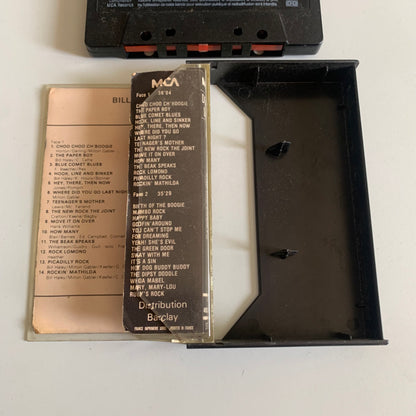 MCA Records
BILL
Face 1
1. CHOO CHOO CH'BOOGIE
2. THE PAPER BOY
3. BLUE COMET BLUES
4. HOOK, LINE AND SINKER
5. HEY, THERE, THEN NOW
6. WHERE DID YOU GO LAST NIGHT
7. TEENAGER'S MOTHER
8. THE NEW ROCK THE JOINT
9. MOVE IT OVER
Hank Williams
10. HOW MANY
11. THE BEAK SPEAKS
12. ROCK LOMOND
13. PICADILLY ROCK
14. ROCKIN' MATHILDA
MCA
Face 1 36'04
CHOO CHOO CH'BOOGIE
THE PAPER BOY
BLUE COMET BLUES
HOOK, LINE AND SINKER
HEY, THERE, THEN NOW
WHERE DID YOU GO
LAST NIGHT ?
TEENAGER'S MOTHER
THE NEW ROCK THE JOINT
MOVE IT ON OVER
HOW MANY
THE BEAK SPEAKS
ROCK LOMOND
PICADILLY ROCK
ROCKIN' MATHILDA
Face 2 35'29
BIRTH OF THE BOOGIE
MAMBO ROCK
HAPPY BABY
GOOFIN' AROUND
YOU CAN'T STOP ME
FOR DREAMING
YEAH! SHE'S EVIL
THE GREEN DOOR
SWAY WITH ME
IT'S A SIN
HOT DOG BUDDY BUDDY
THE DIPSY DOODLE
MARY, MARY-LOU
RUDY'S ROCK
Distribution
Barclay